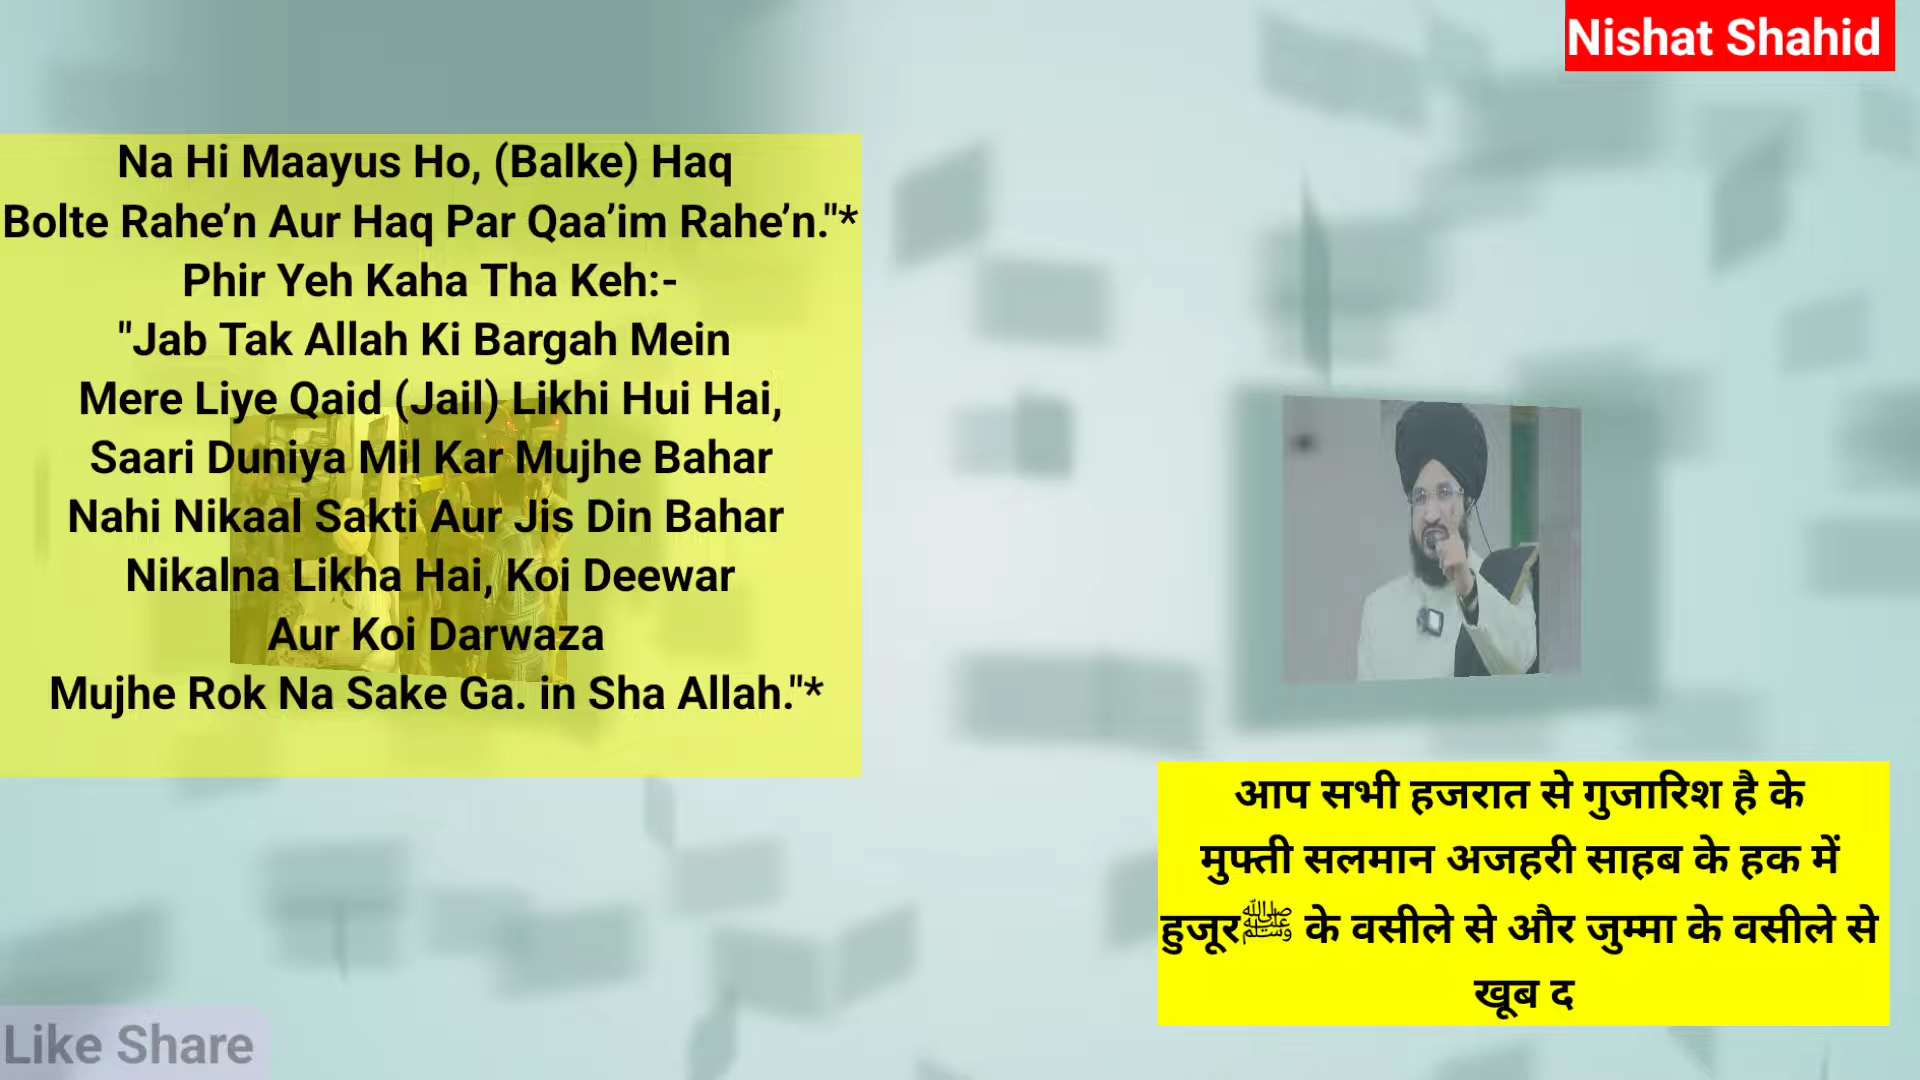 Nishat Shahid
Na Hi Maayus Ho, (Balke) Haq
Bolte Rahe’n Aur Haq Par Qaa’im Rahe’n."*
Phir Yeh Kaha Tha Keh:-
"Jab Tak Allah Ki Bargah Mein
Mere Liye Qaid (Jail) Likhi Hui Hai,
Saari Duniya Mil Kar Mujhe Bahar
Nahi Nikaal Sakti Aur Jis Din Bahar
Nikalna Likha Hai, Koi Deewar
Aur Koi Darwaza
Mujhe Rok Na Sake Ga. in Sha Allah."*
आप सभी हजरात से गुजारिश है के
मुफ्ती सलमान अजहरी साहब के हक में
हुजूरﷺ के वसीले से और जुम्मा के वसीले से
खूब द
Like Share